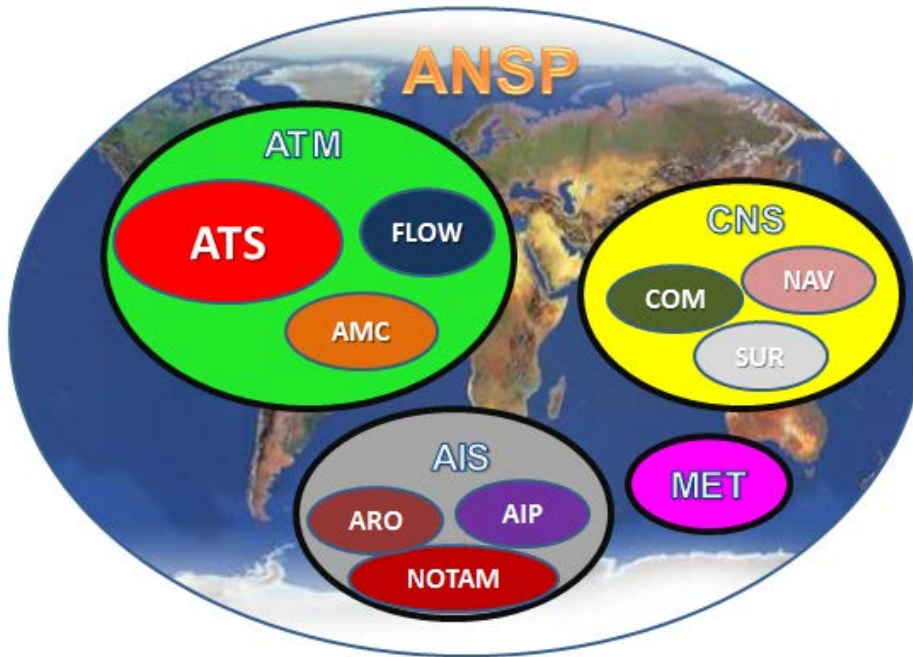 ANSP
ATM
ATS
FLOW
AMC
CNS
COM
NAV
SUR
AIS
ARO
AIP
NOTAM
MET